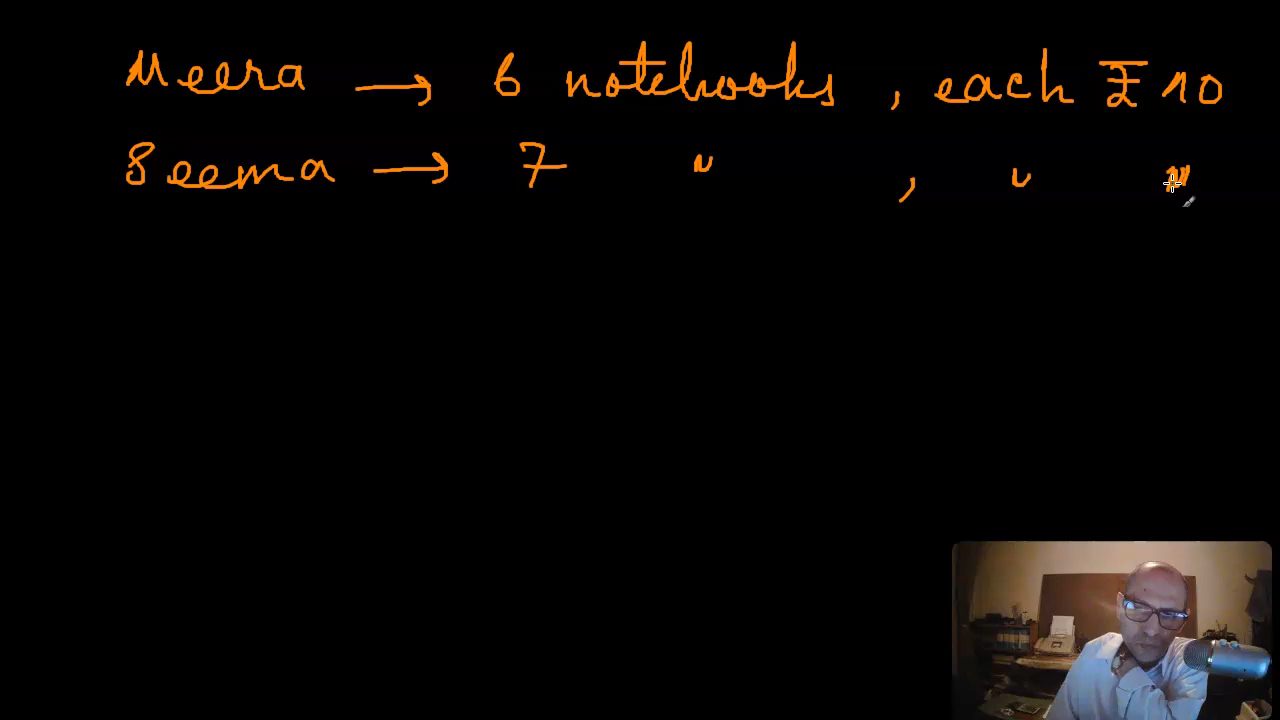 Meera → 6 notebooks , each ₹ 10
Seema → 7 " , " "